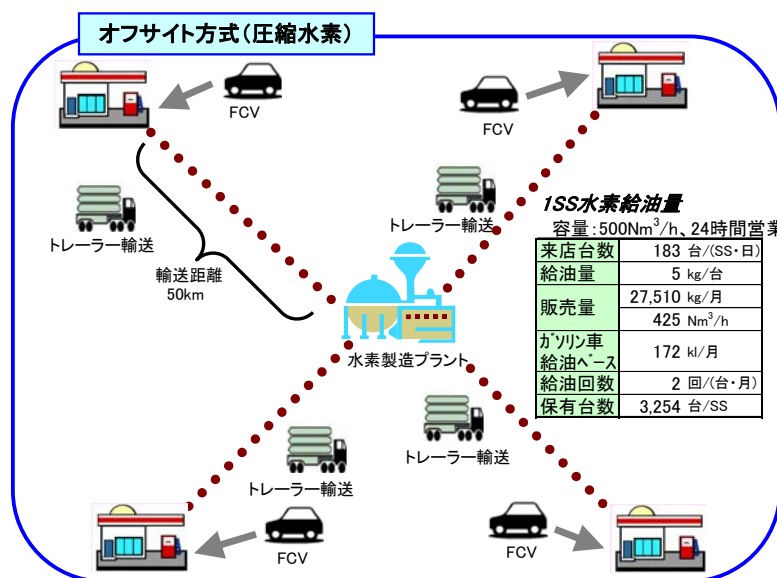 オフサイト方式(圧縮水素)
FCV
FCV
トレーラー輸送
トレーラー輸送
輸送距離
50km
水素製造プラント
1SS水素給油量
容量:500Nm³/h、24時間営業
来店台数 183 台/(SS・日)
給油量 5 kg/台
販売量 27,510 kg/月
425 Nm³/h
ガソリン車
給油ベース 172 kl/月
給油回数 2 回/(台・月)
保有台数 3,254 台/SS
トレーラー輸送
トレーラー輸送
FCV
FCV